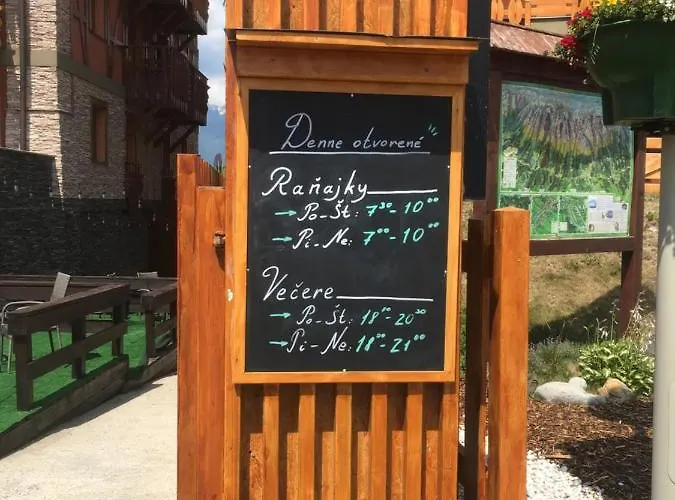 Denne otvorené
Raňajky
Po-Št: 7³⁰-10⁰⁰
Pi-Ne: 7⁰⁰-10⁰⁰
Večere
Po-Št: 18⁰⁰-20³⁰
Pi-Ne: 18⁰⁰-21⁰⁰